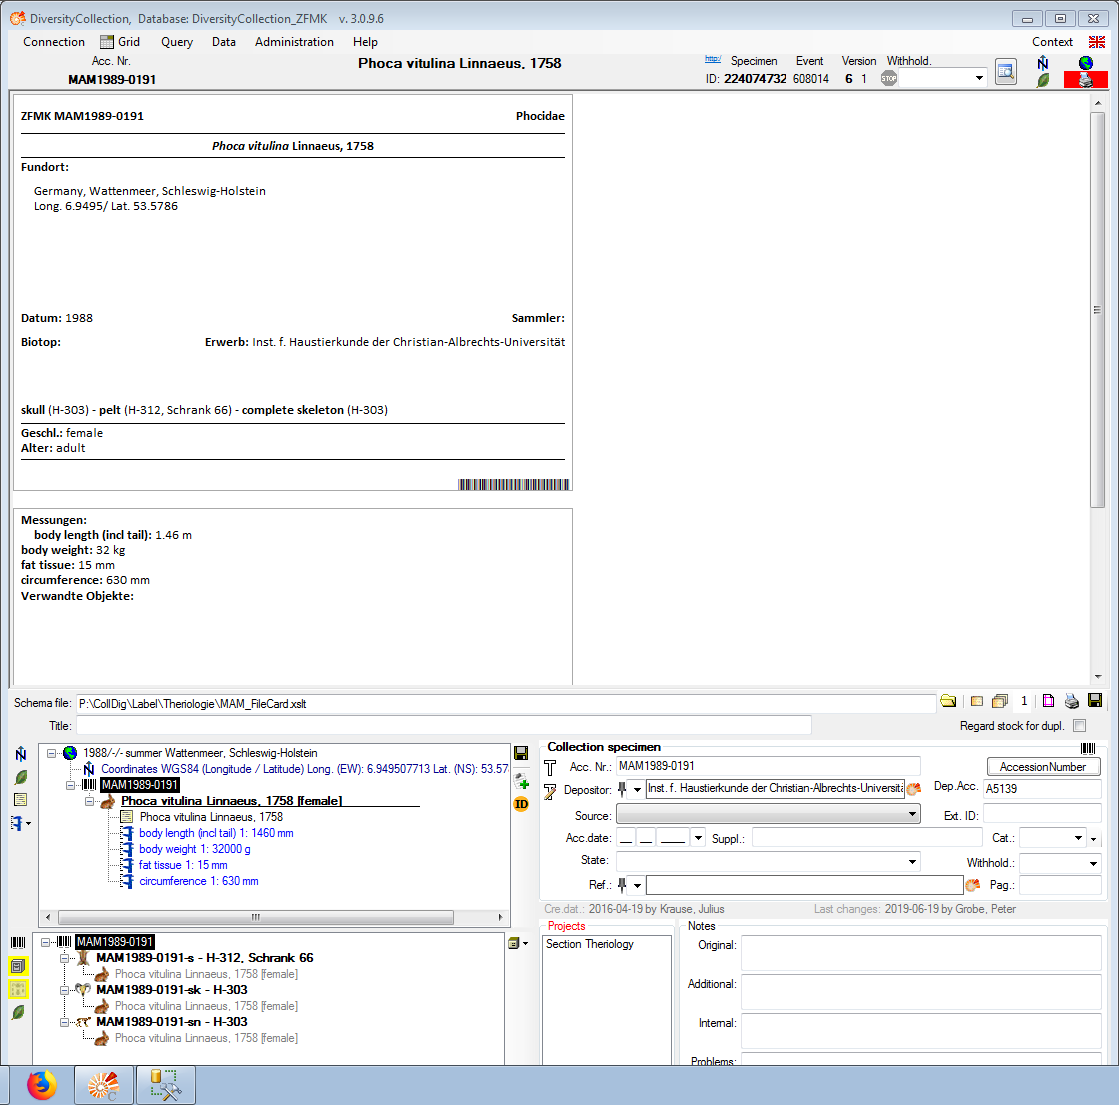 DiversityCollection, Database: DiversityCollection_ZFMK v. 3.0.9.6
Connection Grid Query Data Administration Help Context
Acc. Nr. Phoca vitulina Linnaeus, 1758 http:/ Specimen Event Version Withhold.
MAM1989-0191 ID: 224074732 608014 6 1 STOP
ZFMK MAM1989-0191 Phocidae
Phoca vitulina Linnaeus, 1758
Fundort:
Germany, Wattenmeer, Schleswig-Holstein
Long. 6.9495/ Lat. 53.5786
Datum: 1988 Sammler:
Biotop: Erwerb: Inst. f. Haustierkunde der Christian-Albrechts-Universität
skull (H-303) - pelt (H-312, Schrank 66) - complete skeleton (H-303)
Geschl.: female
Alter: adult
Messungen:
body length (incl tail): 1.46 m
body weight: 32 kg
fat tissue: 15 mm
circumference: 630 mm
Verwandte Objekte:
Schema file: P:\CollDig\Label\Theriologie\MAM_FileCard.xslt 1
Title: Regard stock for dupl.
1988/-/- summer Wattenmeer, Schleswig-Holstein
Coordinates WGS84 (Longitude / Latitude) Long. (EW): 6.949507713 Lat. (NS): 53.57
MAM1989-0191
Phoca vitulina Linnaeus, 1758 [female]
Phoca vitulina Linnaeus, 1758
body length (incl tail) 1: 1460 mm
body weight 1: 32000 g
fat tissue 1: 15 mm
circumference 1: 630 mm
ID
Collection specimen
Acc. Nr.: MAM1989-0191 AccessionNumber
Depositor: Inst. f. Haustierkunde der Christian-Albrechts-Universitä Dep.Acc. A5139
Source: Ext. ID:
Acc.date: Suppl.: Cat.:
State: Withhold.:
Ref.: Pag.:
Cre.dat.: 2016-04-19 by Krause, Julius Last changes: 2019-06-19 by Grobe, Peter
MAM1989-0191
MAM1989-0191-s - H-312, Schrank 66
Phoca vitulina Linnaeus, 1758 [female]
MAM1989-0191-sk - H-303
Phoca vitulina Linnaeus, 1758 [female]
MAM1989-0191-sn - H-303
Phoca vitulina Linnaeus, 1758 [female]
Projects
Section Theriology
Notes
Original:
Additional:
Internal:
Problems: